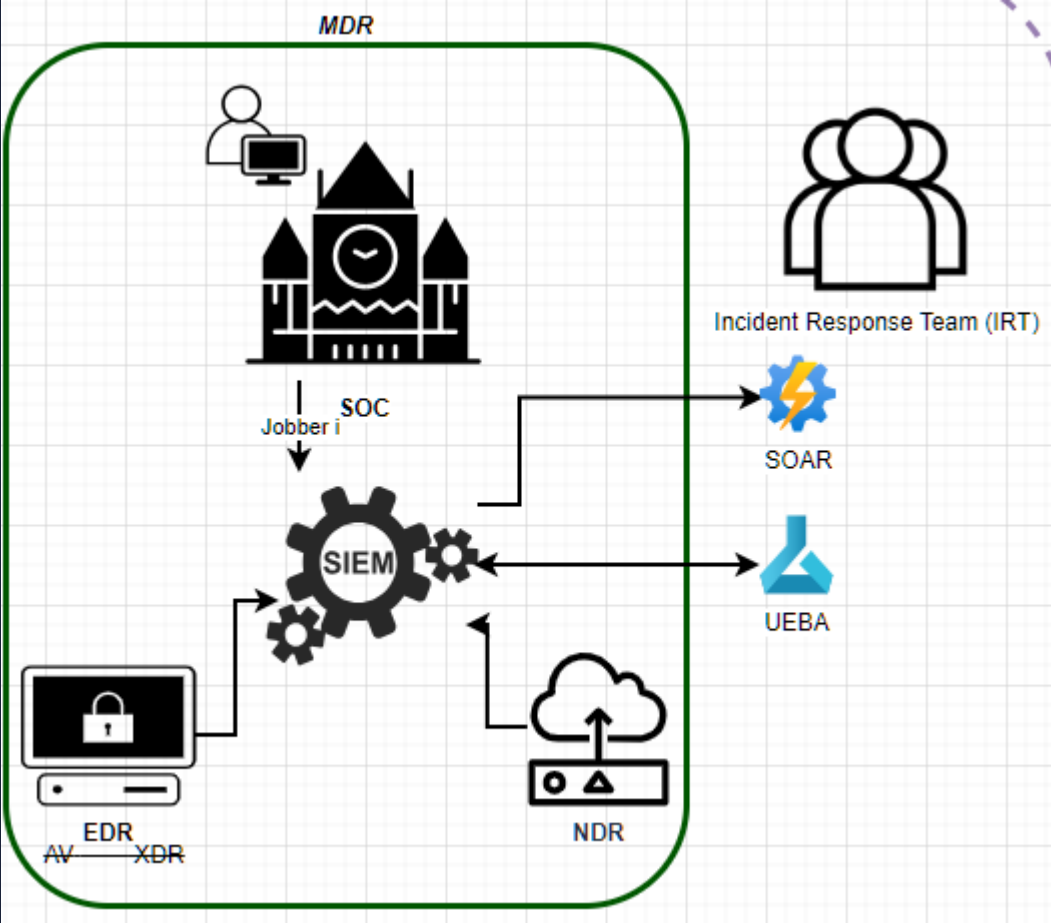 MDR
Incident Response Team (IRT)
SOC
Jobber i
SOAR
SIEM
UEBA
EDR
AV XDR
NDR